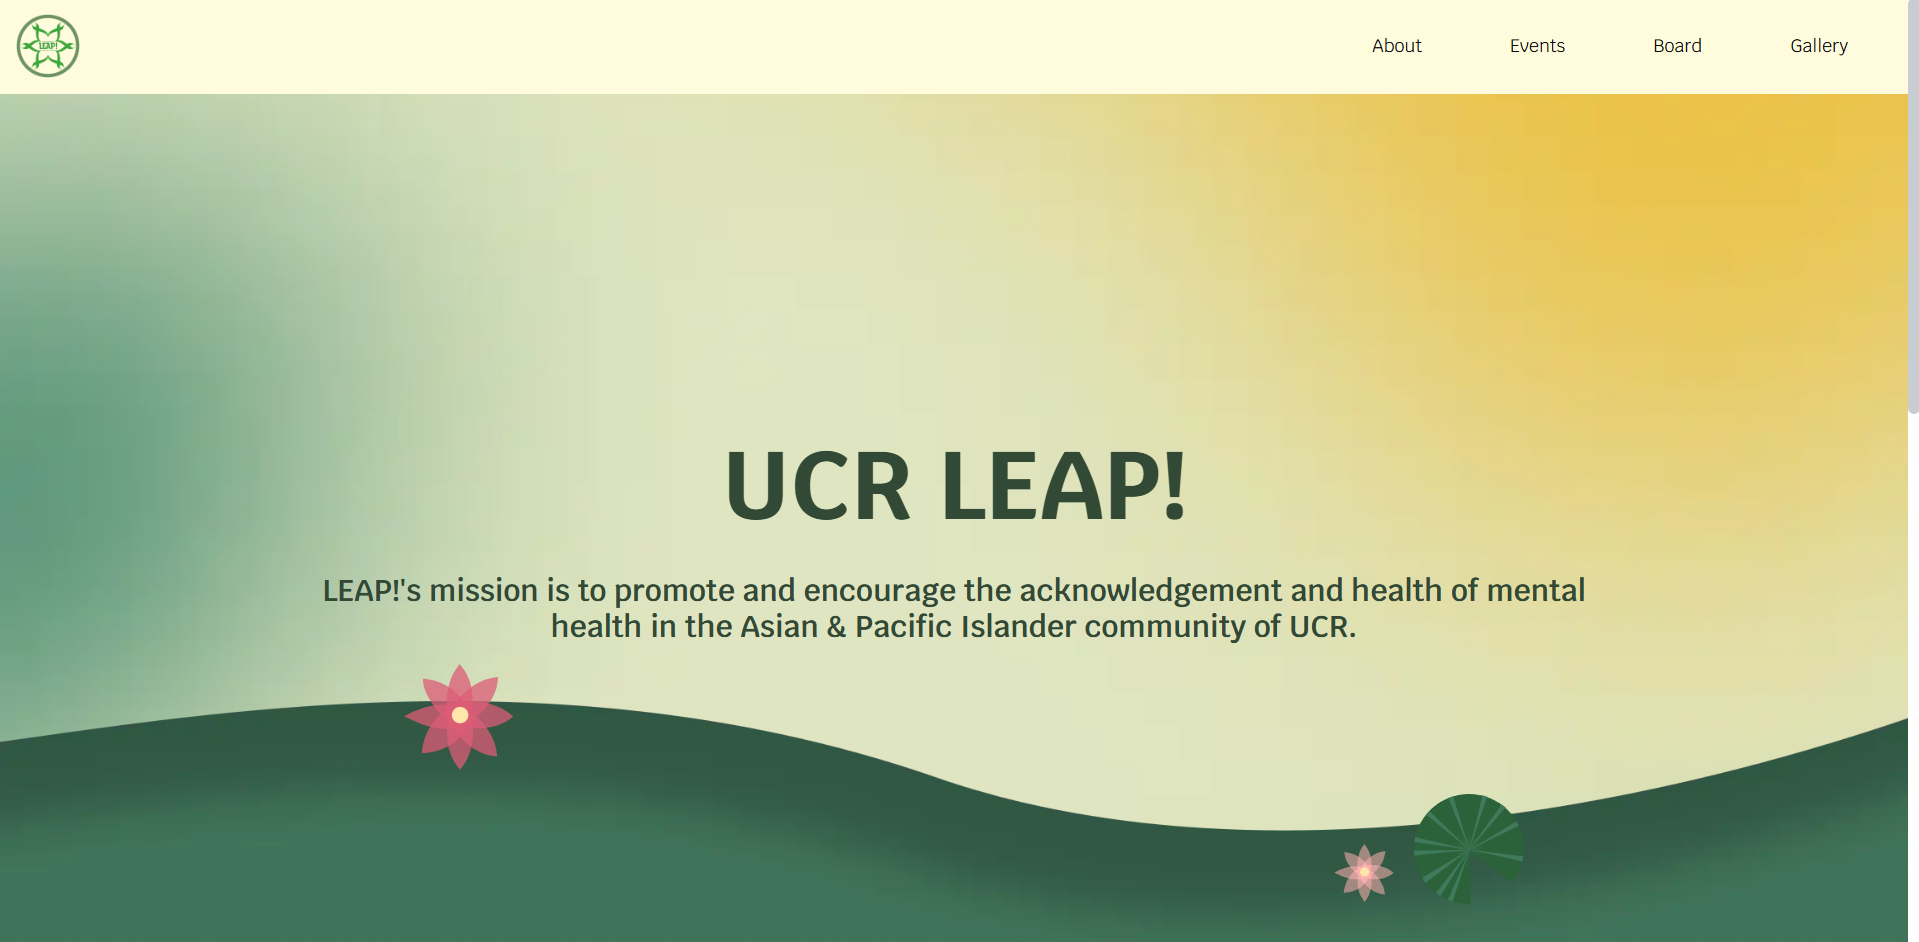 LEAP!
About
Events
Board
Gallery
UCR LEAP!
LEAP!'s mission is to promote and encourage the acknowledgement and health of mental
health in the Asian & Pacific Islander community of UCR.